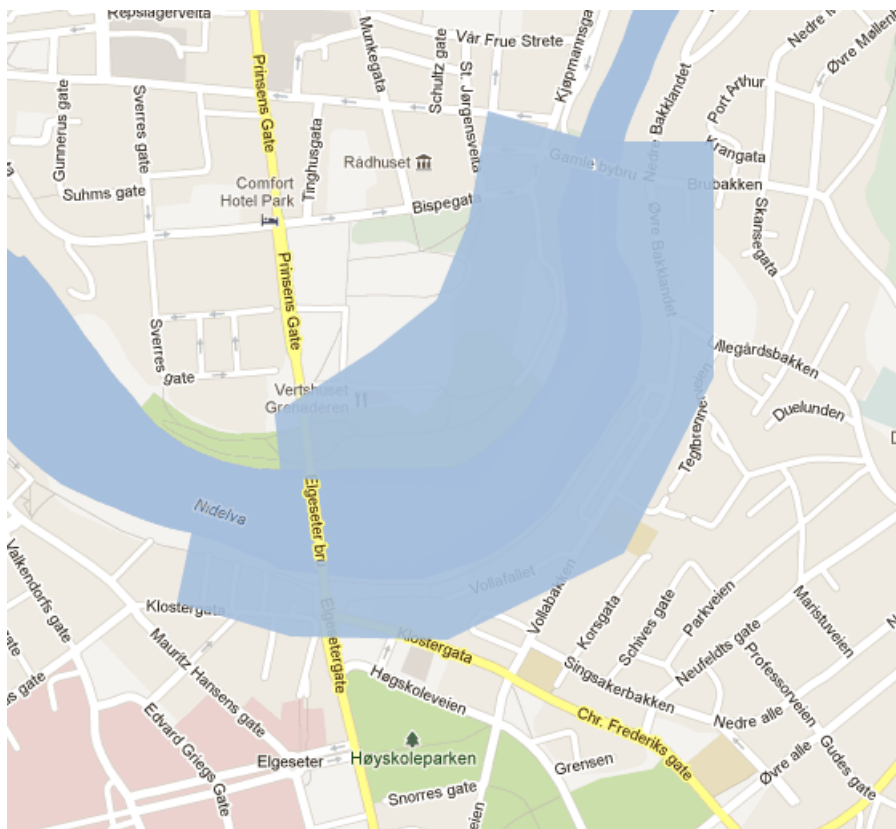 Repslagerveita
Munkegata
Schultz gate
Vår Frue Strete
St. Jørgensveita
Kjøpmannsgata
Nedre Bakklandet
Port Arthur
Øvre Møllen
Gunnerus gate
Sverres gate
Prinsens Gate
Tinghusgata
Rådhuset
Gamle bybru
Krangata
Brubakken
Suhms gate
Comfort
Hotel Park
Bispegata
Øvre Bakklandet
Skansegata
Prinsens Gate
Sverres
gate
Vertshuset
Grenaderen
Ullegårdsbakken
Duelunden
Nidelva
Elgeseter bru
Vollafallet
Vollabakken
Valkendorfs gate
Klostergata
Elgesetergate
Klostergata
Korsgata
Schives gate
Parkveien
Maristuveien
Mauritz Hansens gate
Høgskoleveien
Singsakerbakken
Neufeldts gate
Professorveien
Edvard Griegs Gate
Chr. Frederiks gate
Nedre alle
Elgeseter
Høyskoleparken
Grensen
Øvre alle
Gudes gate
Snorres gate